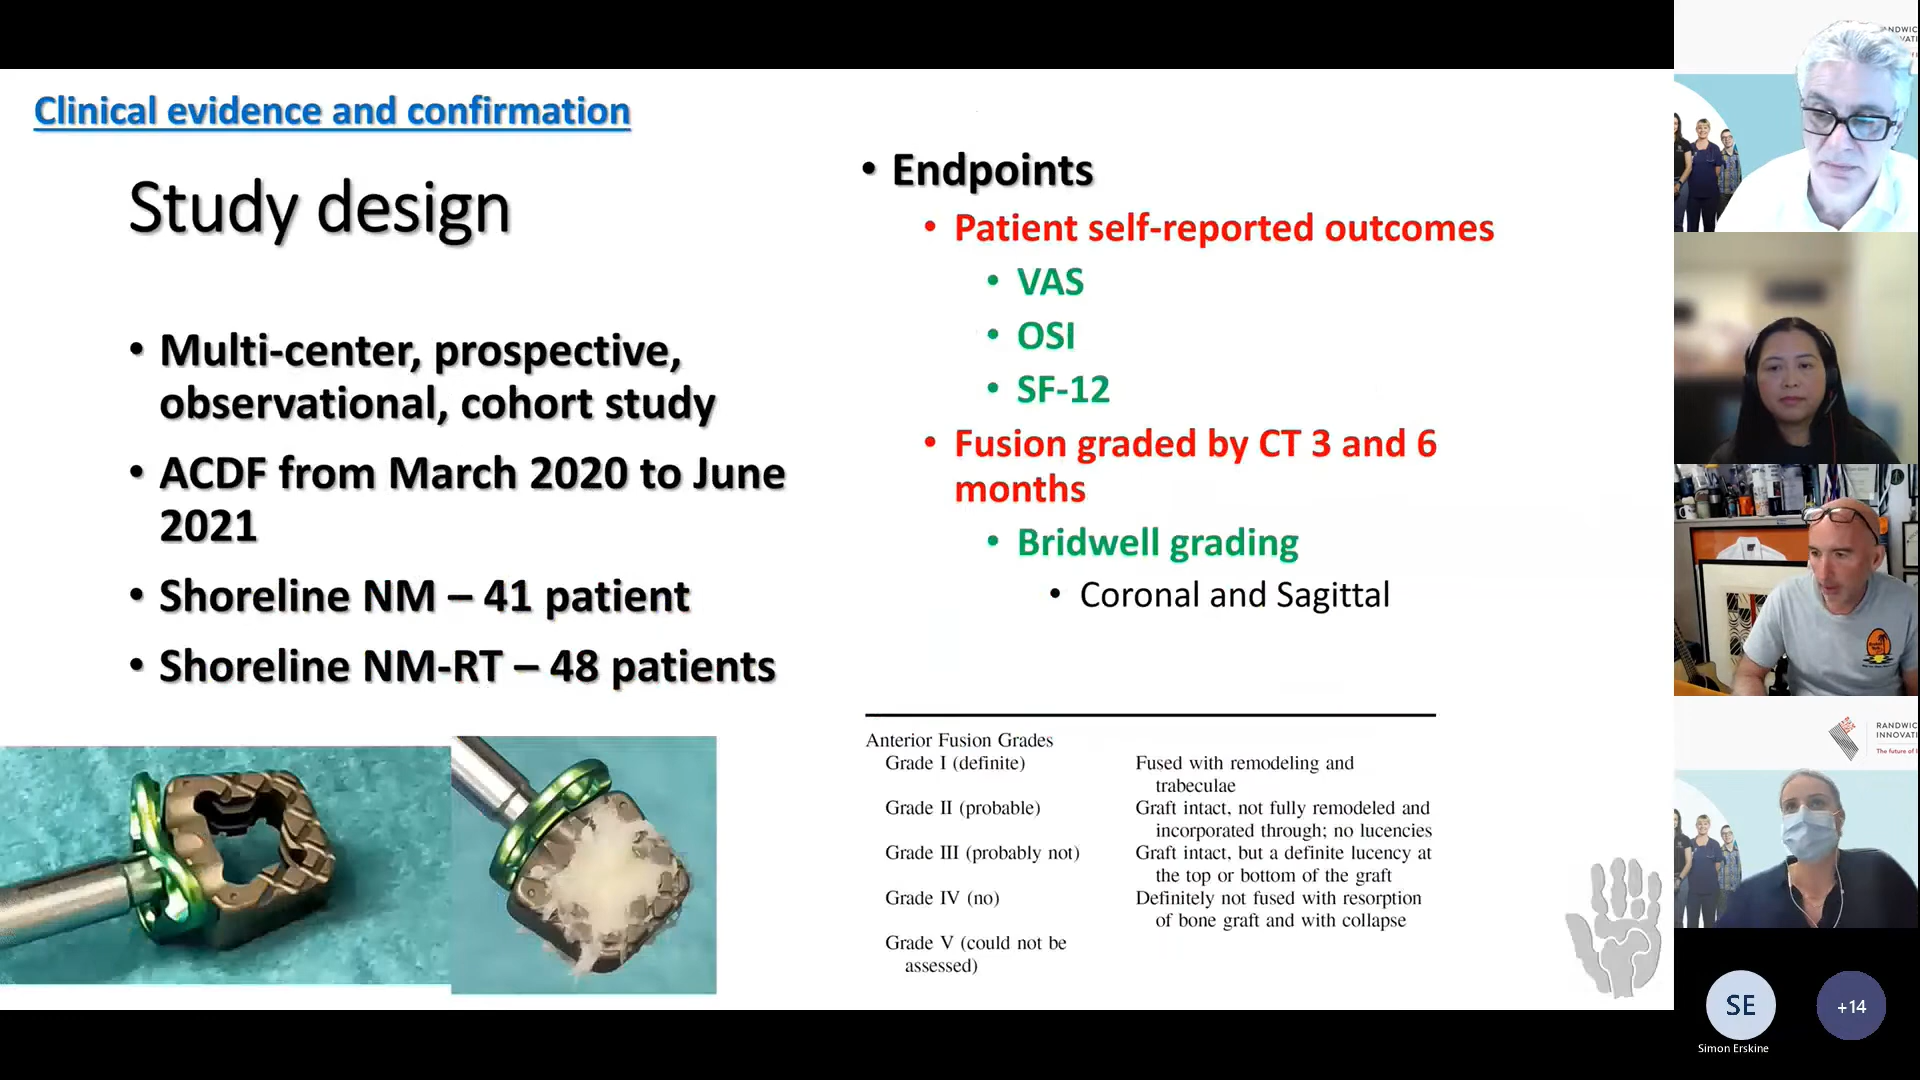 Clinical evidence and confirmation
Study design
• Multi-center, prospective,
observational, cohort study
• ACDF from March 2020 to June
2021
• Shoreline NM – 41 patient
• Shoreline NM-RT – 48 patients
• Endpoints
• Patient self-reported outcomes
• VAS
• OSI
• SF-12
• Fusion graded by CT 3 and 6
months
• Bridwell grading
• Coronal and Sagittal
Anterior Fusion Grades
Grade I (definite) Fused with remodeling and
trabeculae
Grade II (probable) Graft intact, not fully remodeled and
incorporated through; no lucencies
Grade III (probably not) Graft intact, but a definite lucency at
the top or bottom of the graft
Grade IV (no) Definitely not fused with resorption
of bone graft and with collapse
Grade V (could not be
assessed)
RANDWI
INNOVATI
The future of
SE
+14
Simon Erskine